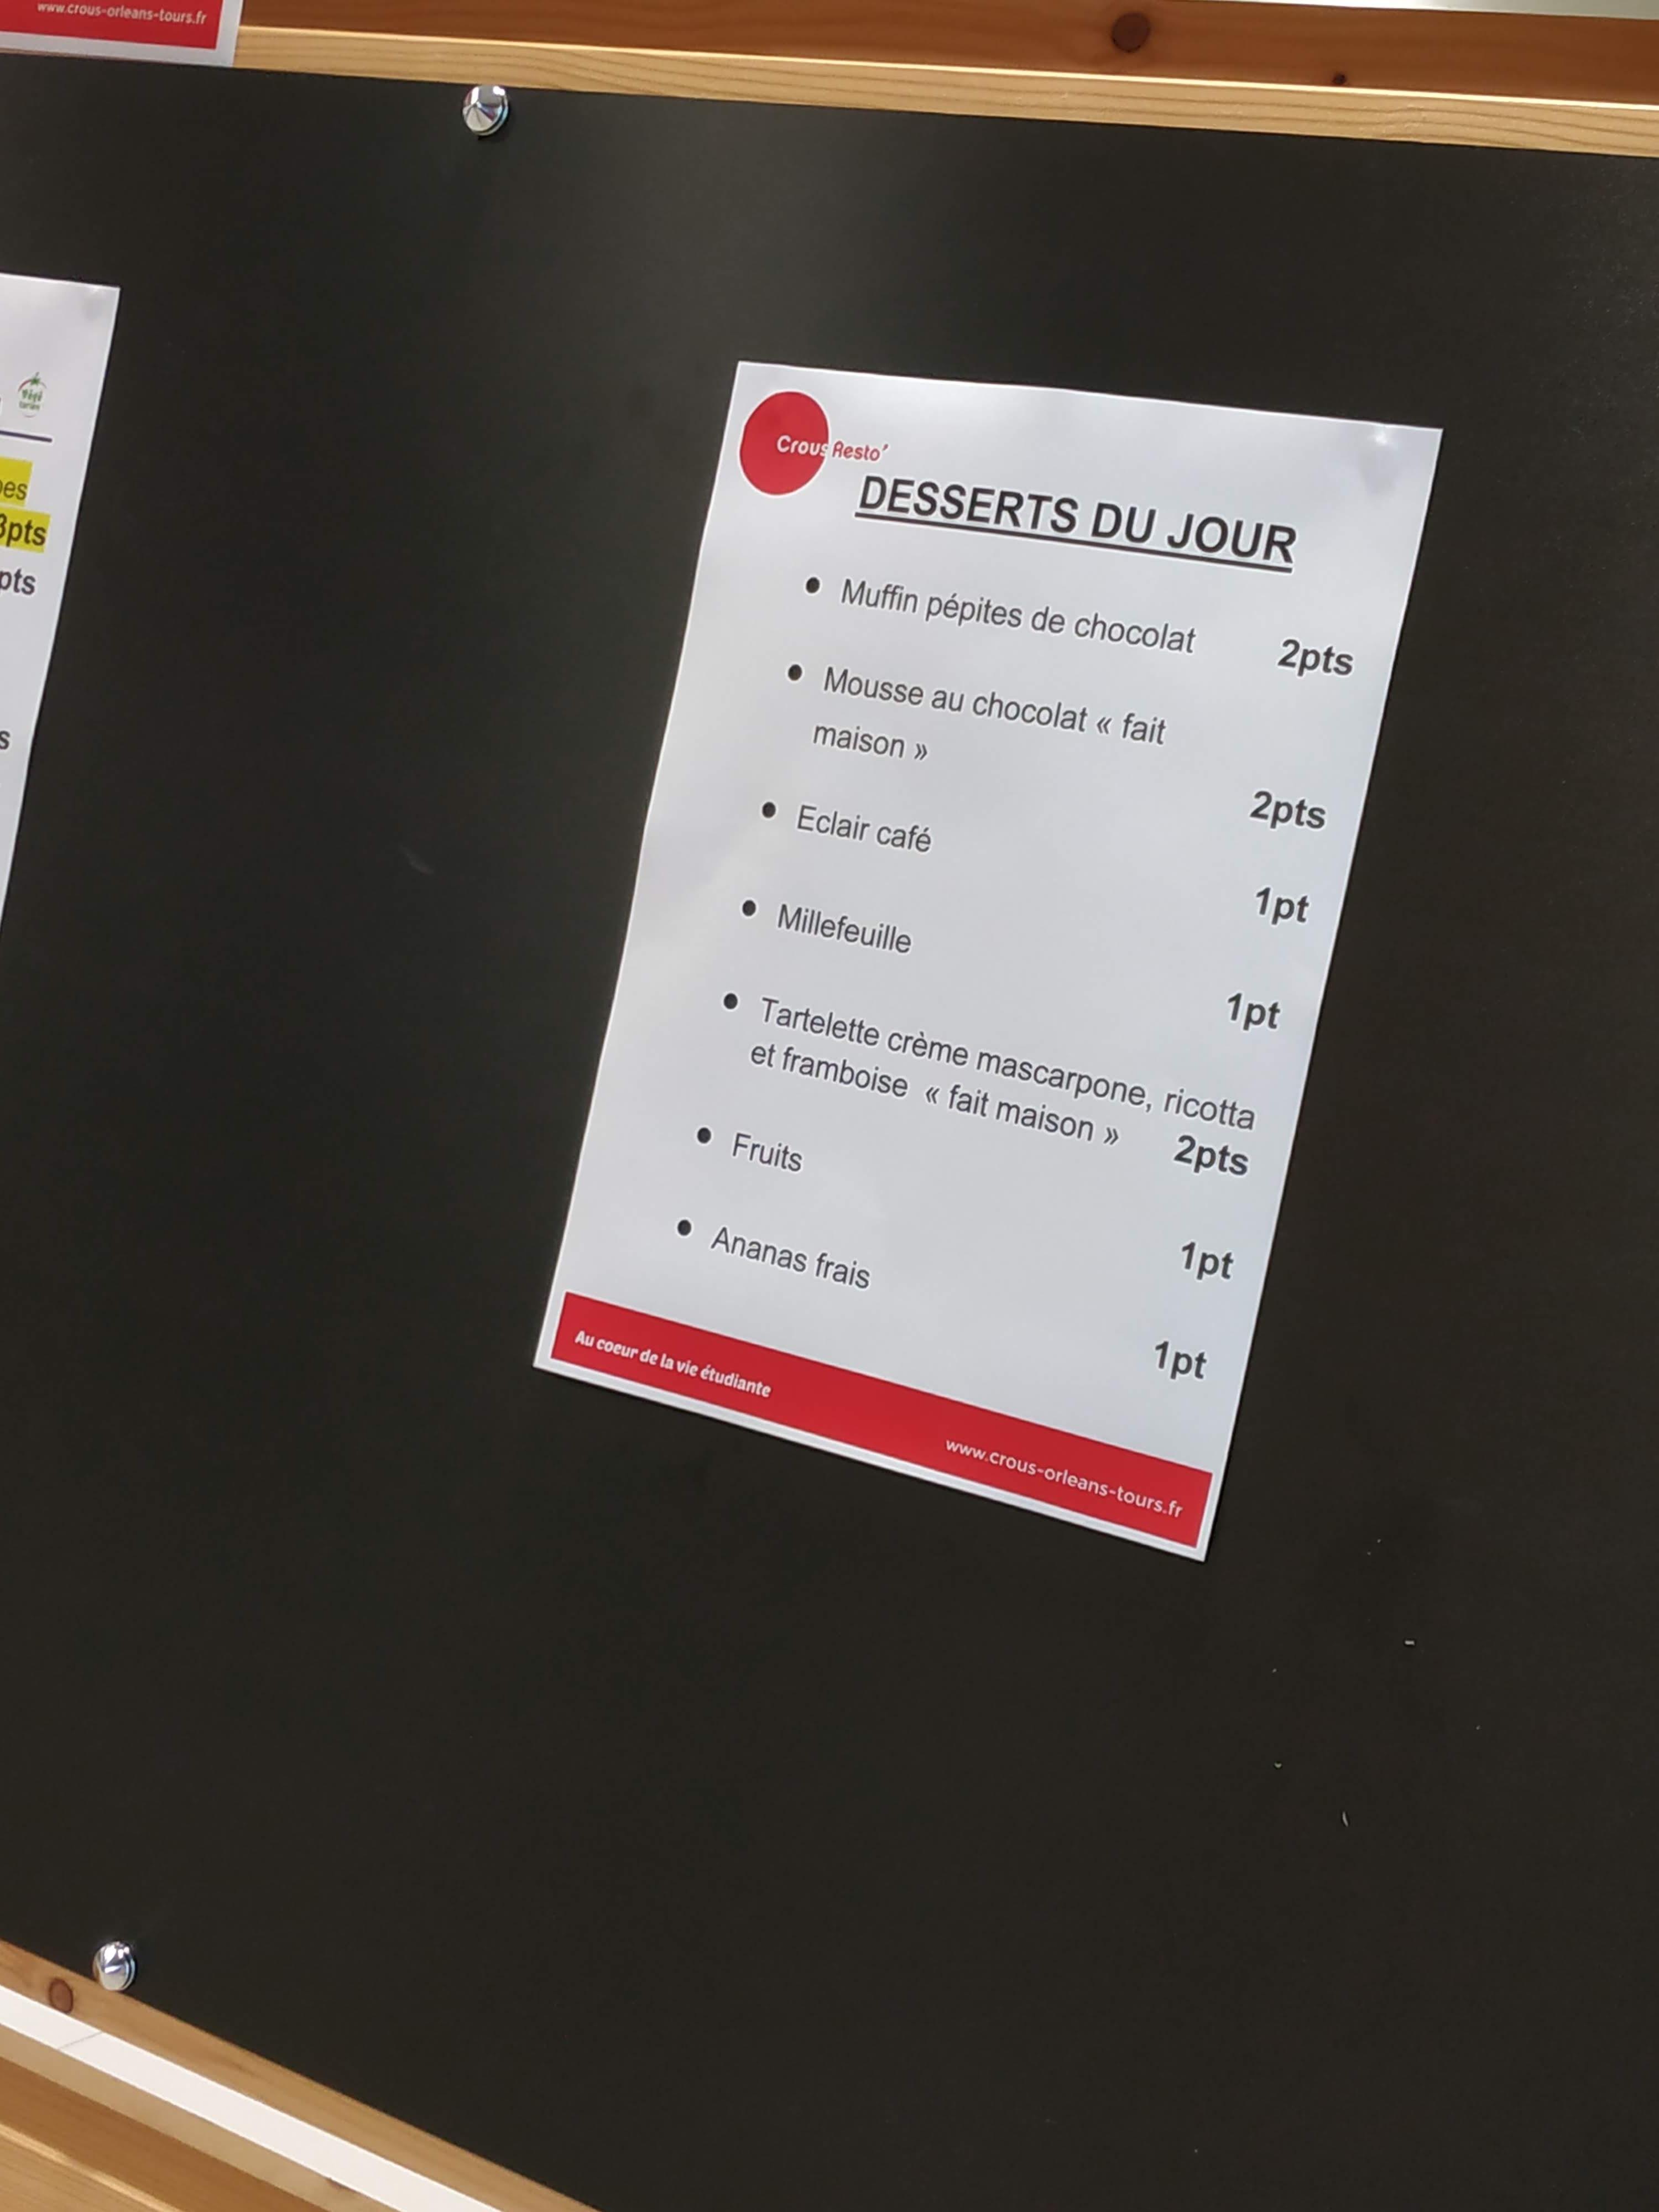 www.crous-orleans-tours.fr
3pts
pts
Crous Resto'
DESSERTS DU JOUR
• Muffin pépites de chocolat 2pts
• Mousse au chocolat « fait
maison »
2pts
• Eclair café
1pt
• Millefeuille
1pt
• Tartelette crème mascarpone, ricotta
et framboise « fait maison » 2pts
• Fruits
1pt
• Ananas frais
1pt
Au coeur de la vie étudiante
www.crous-orleans-tours.fr